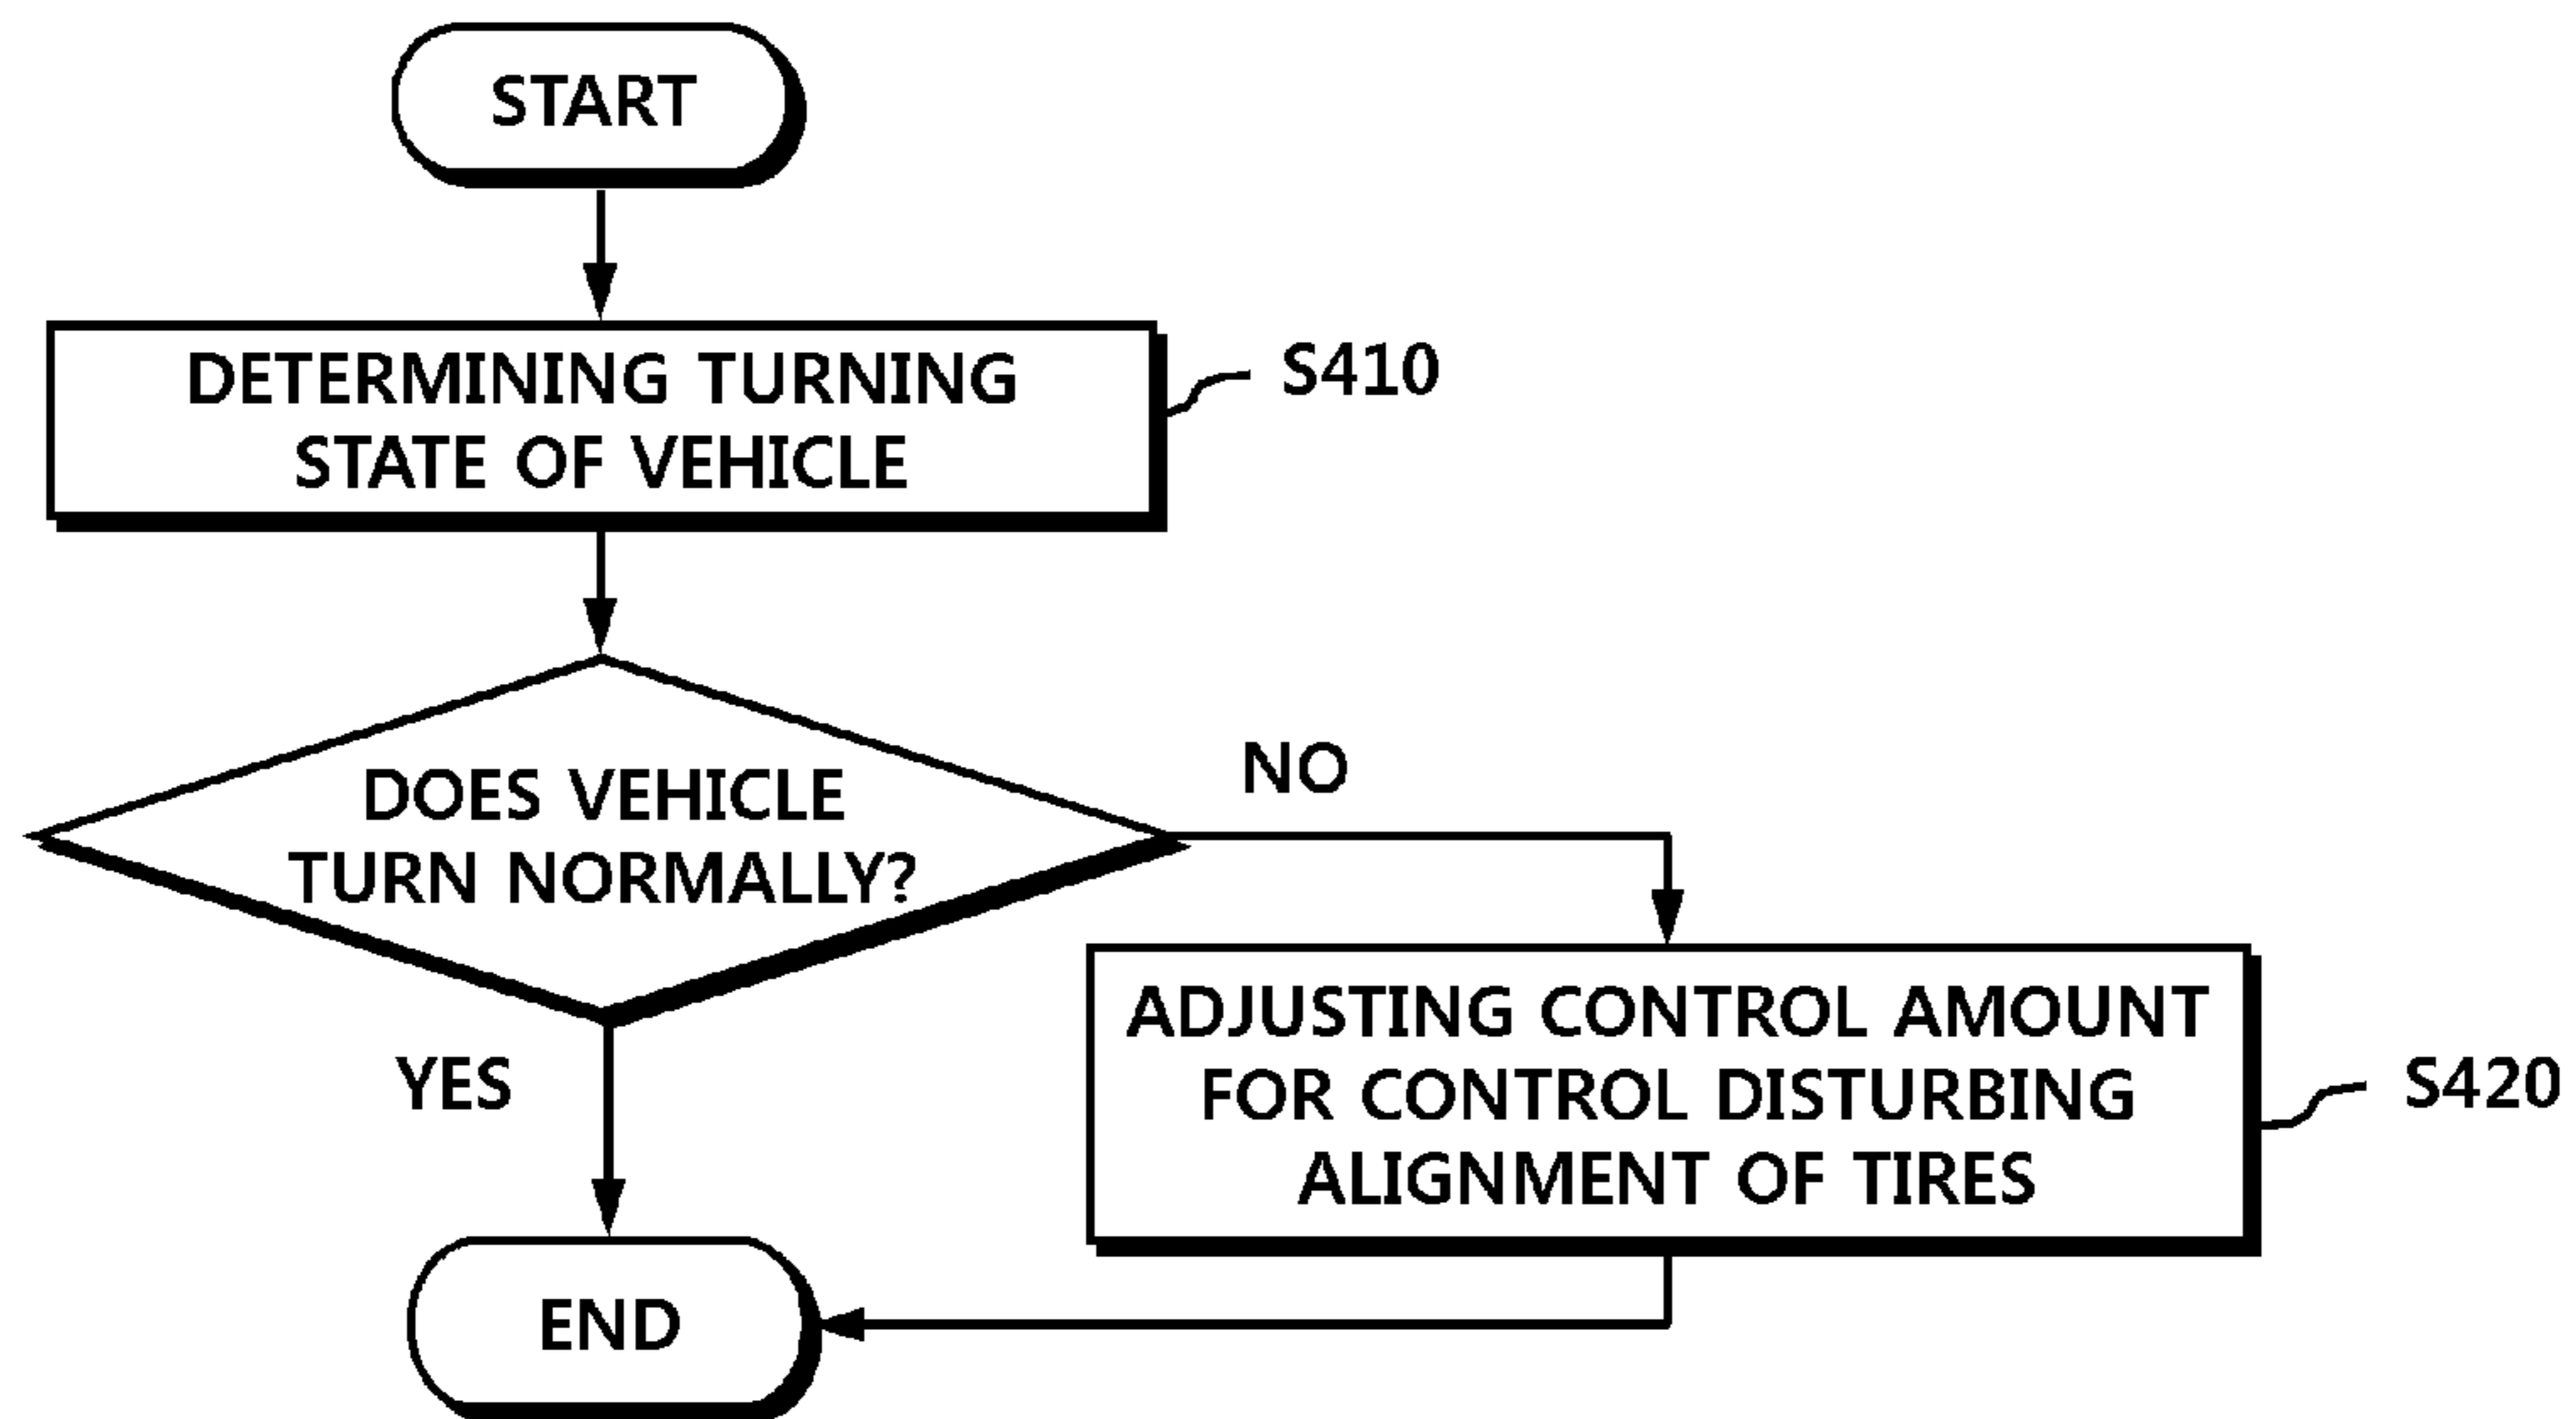 START
DETERMINING TURNING
STATE OF VEHICLE
S410
DOES VEHICLE
TURN NORMALLY?
NO
YES
ADJUSTING CONTROL AMOUNT
FOR CONTROL DISTURBING
ALIGNMENT OF TIRES
S420
END